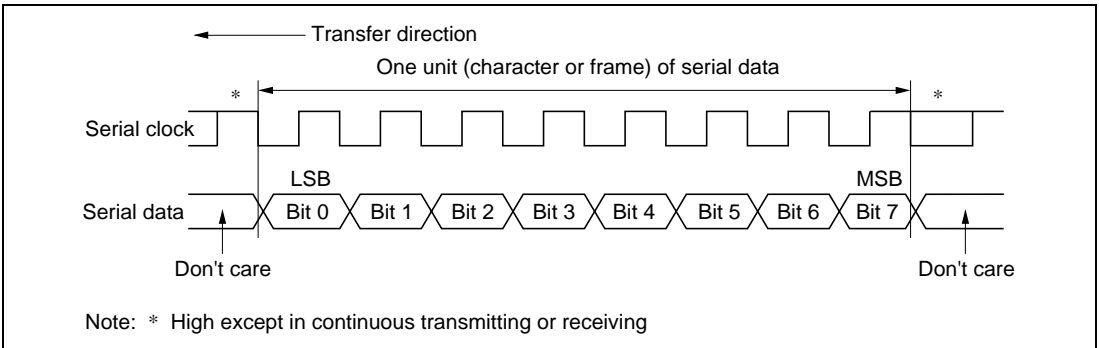 Transfer direction
One unit (character or frame) of serial data
* *
Serial clock
LSB MSB
Serial data Bit 0 Bit 1 Bit 2 Bit 3 Bit 4 Bit 5 Bit 6 Bit 7
Don't care Don't care
Note: * High except in continuous transmitting or receiving